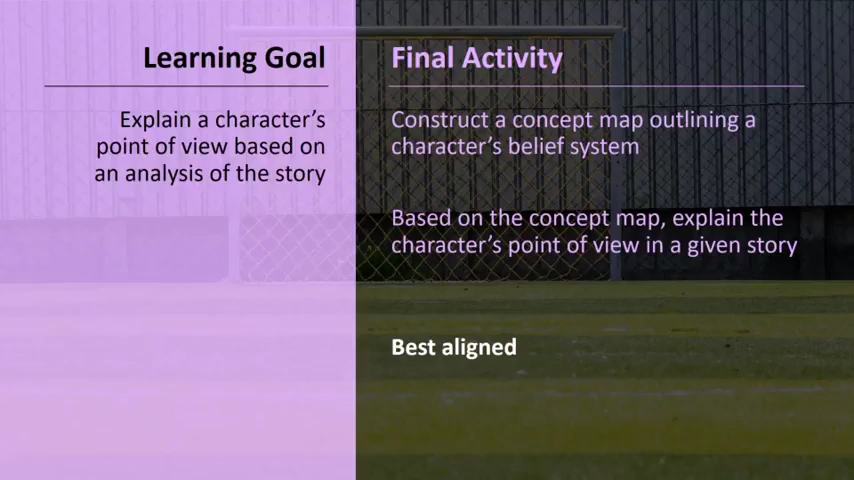 Learning Goal
Explain a character’s
point of view based on
an analysis of the story
Final Activity
Construct a concept map outlining a
character’s belief system
Based on the concept map, explain the
character’s point of view in a given story
Best aligned